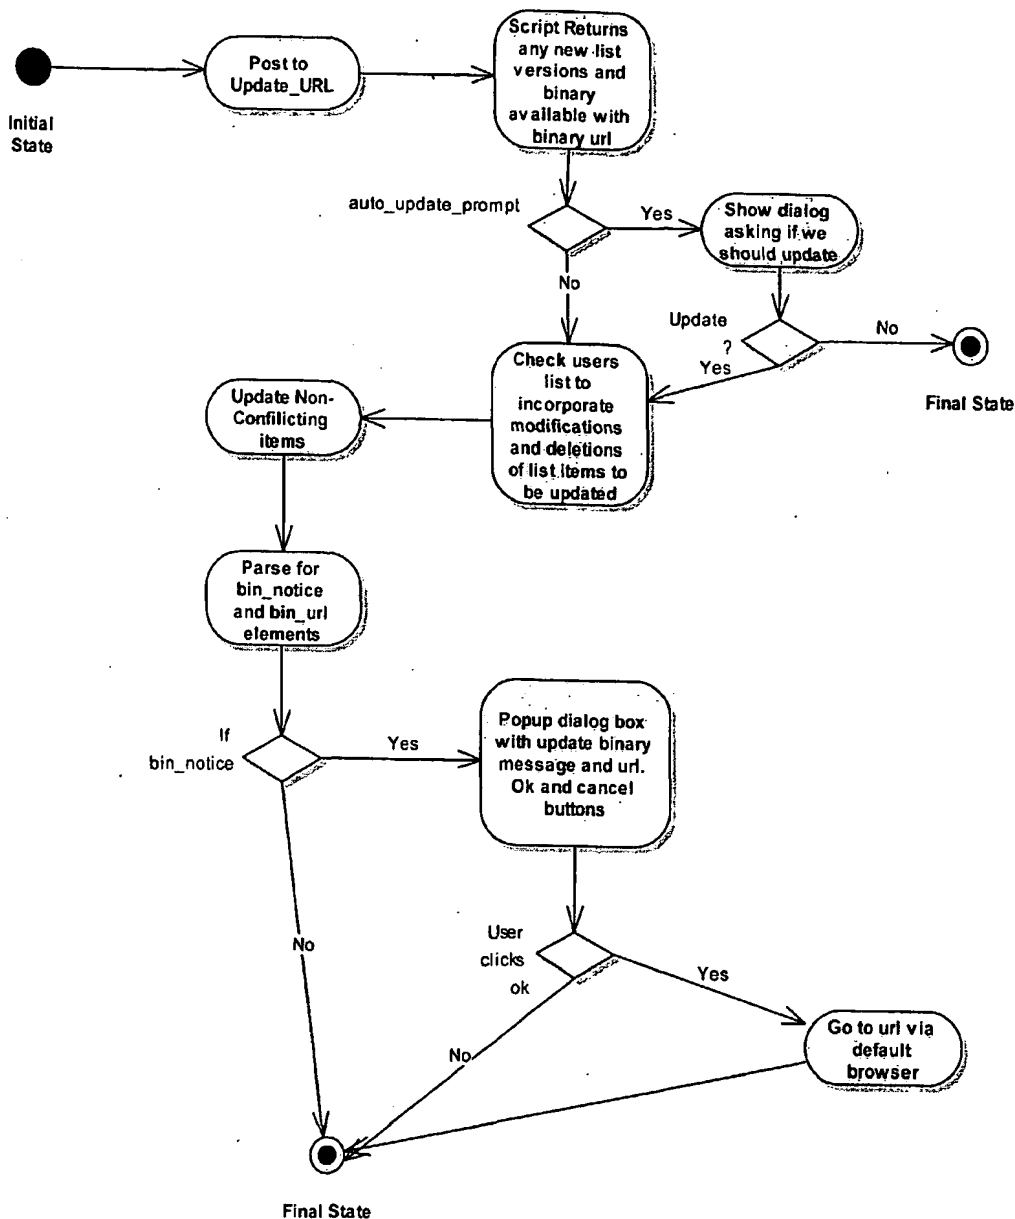 Initial
State
Post to
Update_URL
Script Returns
any new list
versions and
binary
available with
binary url
auto_update_prompt
Yes
Show dialog
asking if we
should update
No
Update
?
Yes
No
Final State
Check users
list to
incorporate
modifications
and deletions
of list items to
be updated
Update Non-
Confilicting
items
Parse for
bin_notice
and bin_url
elements
If
bin_notice
Yes
Popup dialog box
with update binary
message and url.
Ok and cancel
buttons
No
User
clicks
ok
Yes
No
Go to url via
default
browser
Final State